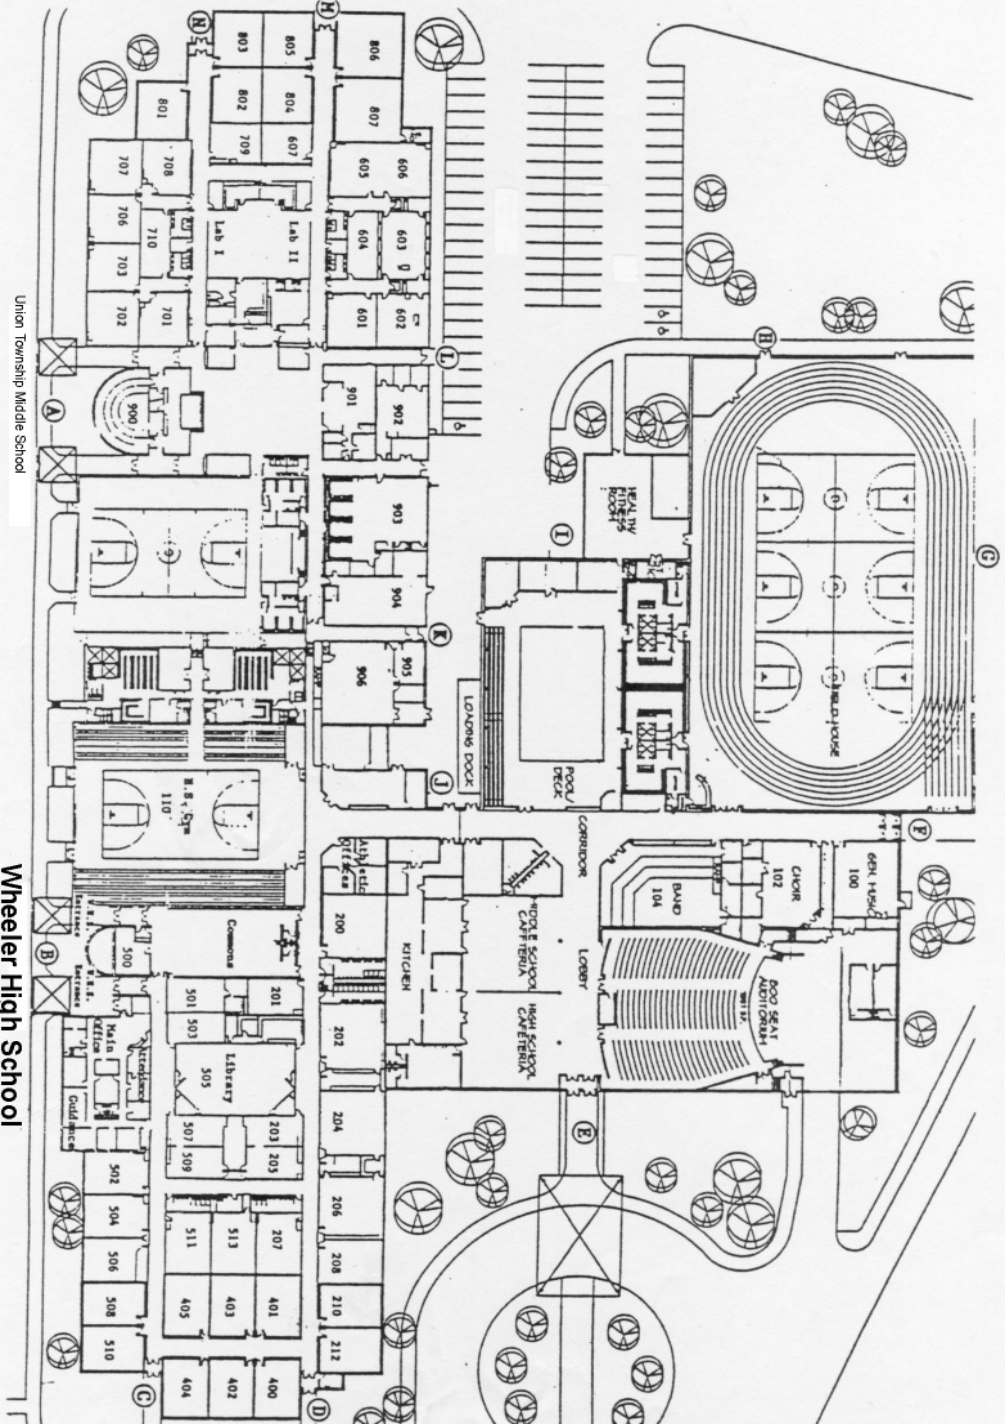 Wheeler High School
Union Township Middle School
A
B
C
D
E
F
G
H
I
J
K
L
M
N
803
805
806
802
804
807
801
709
607
605
606
707
708
706
710
703
702
701
Lab I
Lab II
604
603
601
602
900
901
902
903
904
905
906
HEALTH/
FITNESS
ROOM
FIELD HOUSE
POOL/
DECK
LOADING DOCK
CORRIDOR
H.S. Gym
110
Athletic
Offices
200
KITCHEN
MIDDLE SCHOOL
CAFETERIA
HIGH SCHOOL
CAFETERIA
LOBBY
BAND
104
CHOIR
102
GEN. MUSIC
100
800 SEAT
AUDITORIUM
Commons
W.H.S.
Entrance
W.H.S.
Entrance
500
501
201
503
202
Main
Office
Attendance
Guidance
Library
505
507
203
509
205
204
206
208
210
212
502
504
506
508
510
511
513
207
405
403
401
404
402
400